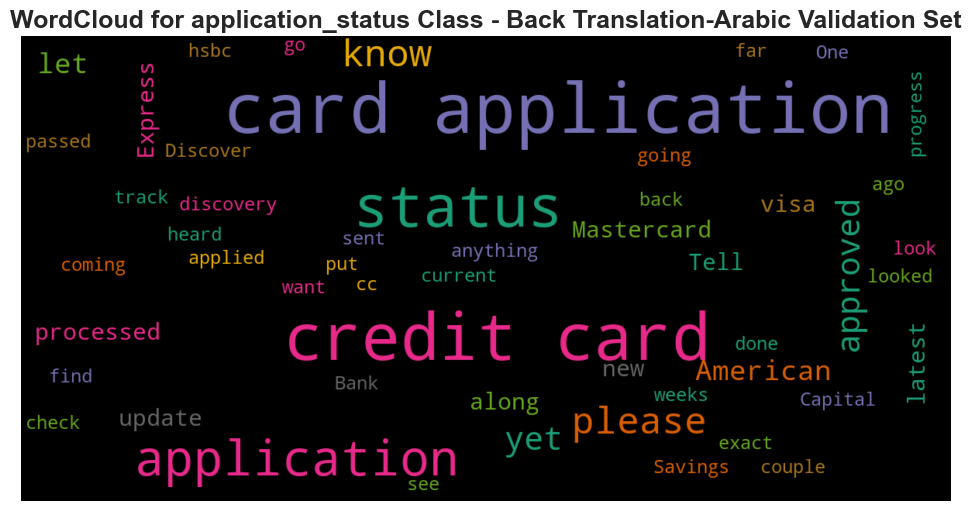 WordCloud for application_status Class - Back Translation-Arabic Validation Set
hsbc
go
know
far
One
let
Express
card application
progress
passed
Discover
going
track
discovery
status
back
visa
ago
heard
sent
Mastercard
approved
look
coming
applied
put
anything
Tell
looked
want
cc
current
processed
credit card
done
latest
find
Bank
new
American
check
update
along
weeks
Capital
please
yet
exact
application
see
Savings
couple